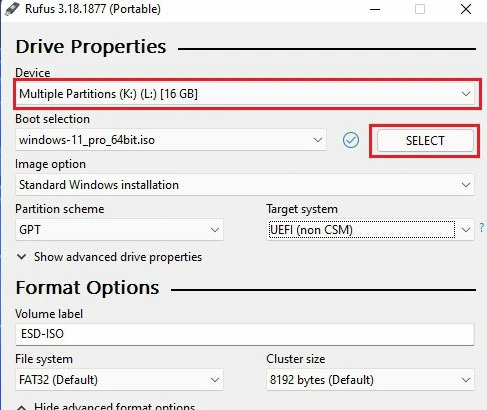 Rufus 3.18.1877 (Portable)
Drive Properties
Device
Multiple Partitions (K:) (L:) [16 GB]
Boot selection
windows-11_pro_64bit.iso
SELECT
Image option
Standard Windows installation
Partition scheme
Target system
GPT
UEFI (non CSM)
?
Show advanced drive properties
Format Options
Volume label
ESD-ISO
File system
Cluster size
FAT32 (Default)
8192 bytes (Default)
Hide advanced format options